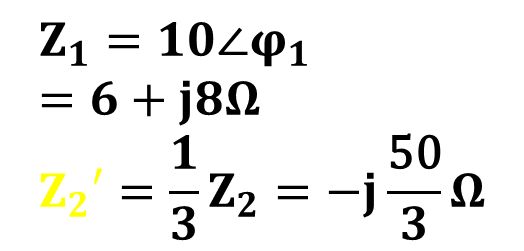 Z₁ = 10∠φ₁
= 6 + j8Ω
Z₂′ = 1/3 Z₂ = −j 50/3 Ω